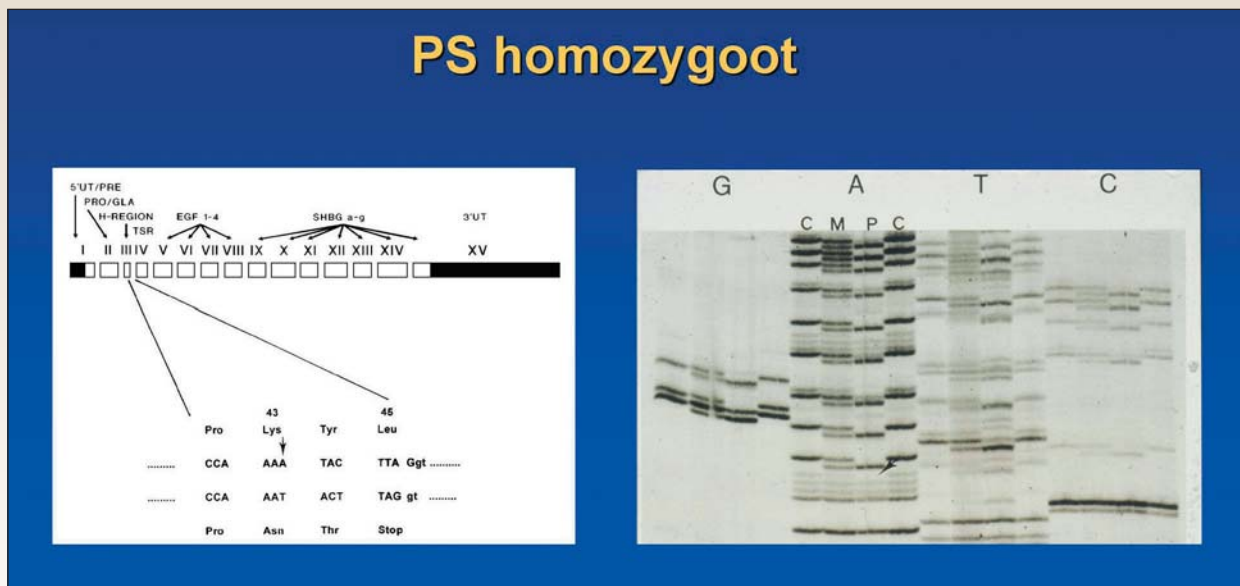 PS homozygoot
5'UT/PRE
PRO/GLA
H-REGION
TSR
EGF 1-4
SHBG a-g
3'UT
I II III IV V VI VII VIII IX X XI XII XIII XIV XV
43 45
Pro Lys Tyr Leu
.......... CCA AAA TAC TTA Ggt ..........
.......... CCA AAT ACT TAG gt ..........
Pro Asn Thr Stop
G A T C
C M P C